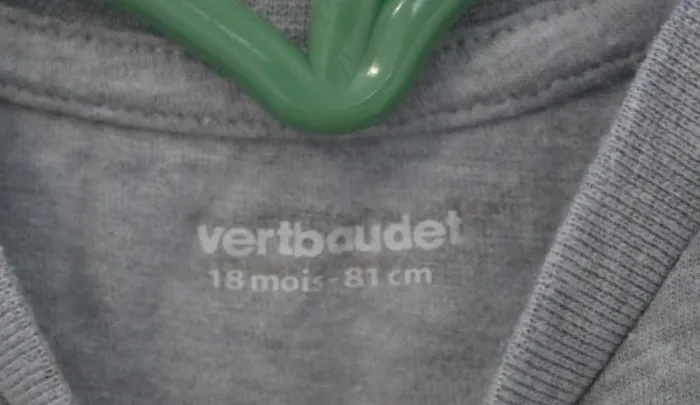 vertbaudet
18 mois - 81 cm